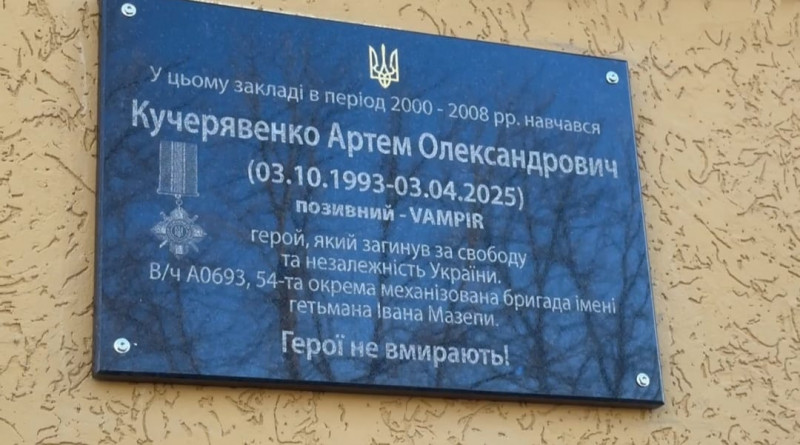 У цьому закладі в період 2000 - 2008 рр. навчався
Кучерявенко Артем Олександрович
(03.10.1993-03.04.2025)
позивний - VAMPIR
герой, який загинув за свободу
та незалежність України.
В/ч А0693, 54-та окрема механізована бригада імені
гетьмана Івана Мазепи.
Герої не вмирають!